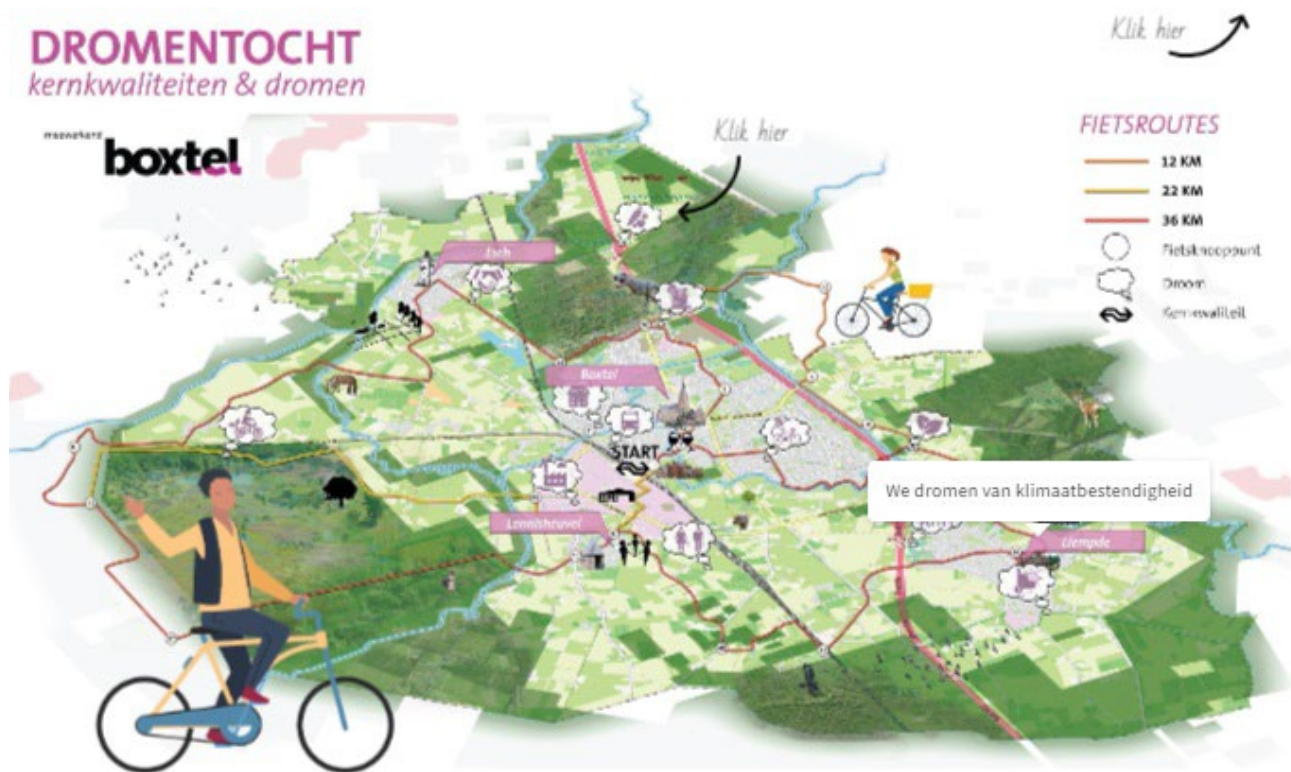 DROMENTOCHT
kernkwaliteiten & dromen
boxtel
Klik hier
Klik hier
FIETSROUTES
12 KM
22 KM
36 KM
Fietsknooppunt
Droom
Kernkwaliteit
Esch
Boxtel
START
Lennisheuvel
We dromen van klimaatbestendigheid
Liempde